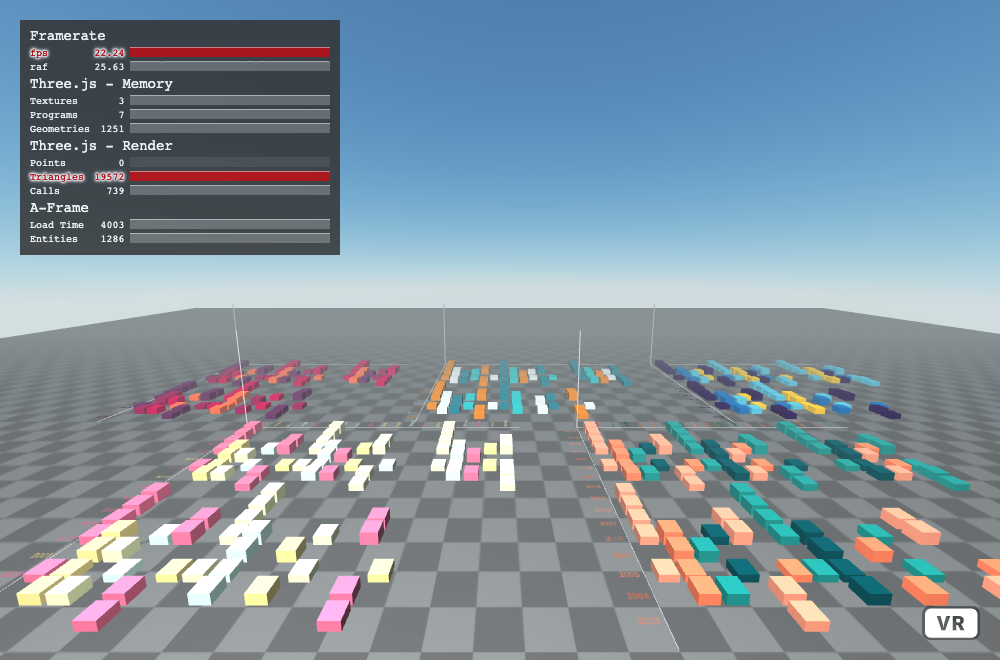 Framerate
fps 22.24
raf 25.63
Three.js - Memory
Textures 3
Programs 7
Geometries 1251
Three.js - Render
Points 0
Triangles 19572
Calls 739
A-Frame
Load Time 4003
Entities 1286
VR